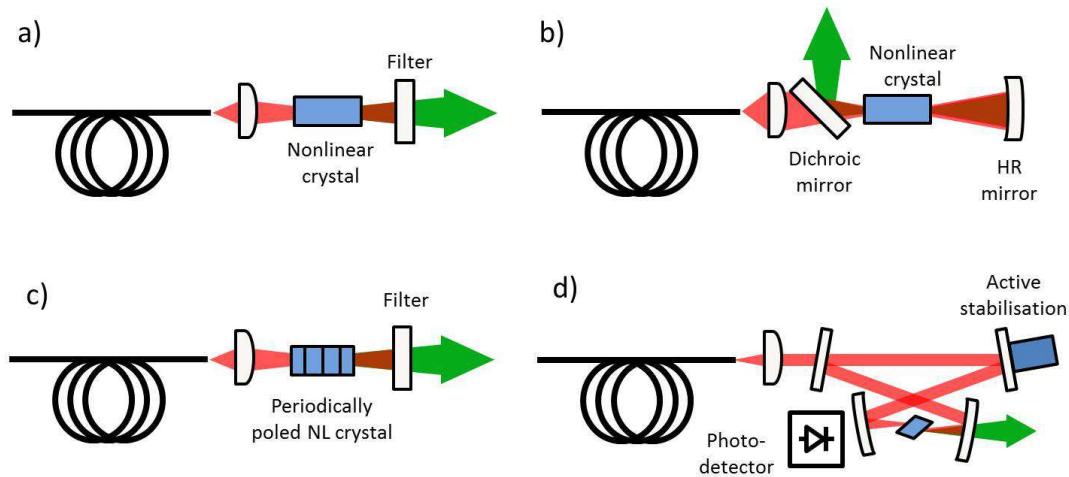 a)
Filter
Nonlinear
crystal
b)
Nonlinear
crystal
Dichroic
mirror
HR
mirror
c)
Filter
Periodically
poled NL crystal
d)
Active
stabilisation
Photo-
detector